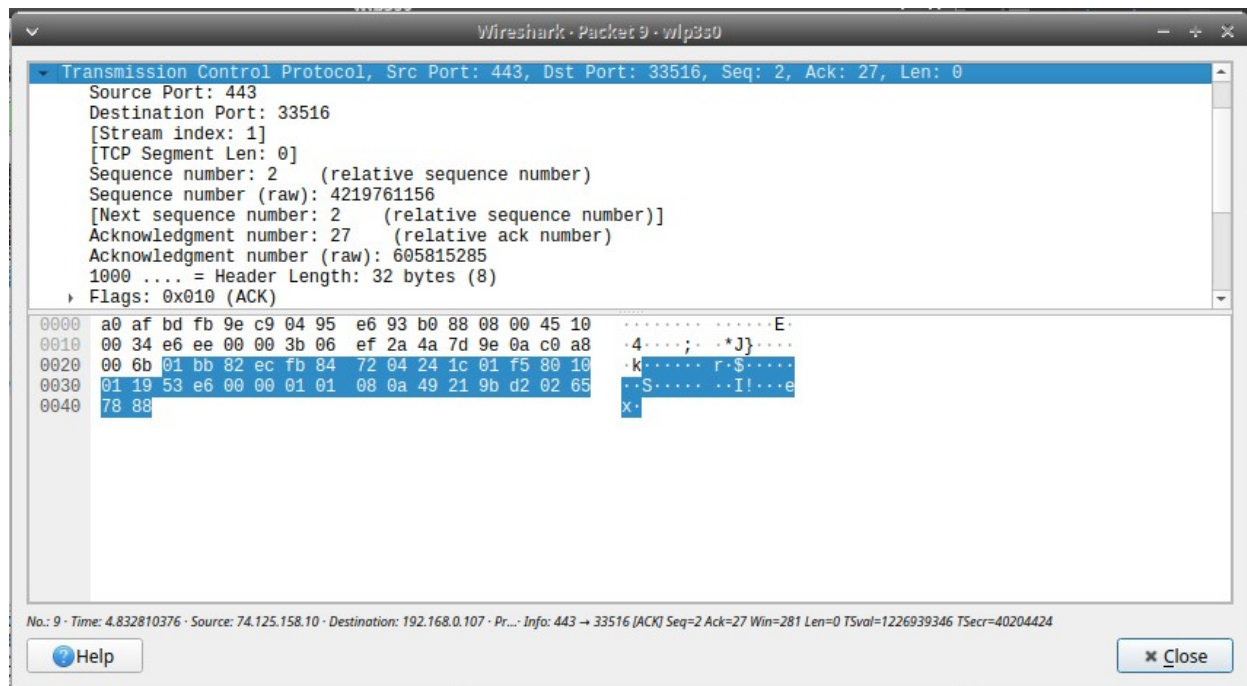 Wireshark · Packet 9 · wlp3s0
Transmission Control Protocol, Src Port: 443, Dst Port: 33516, Seq: 2, Ack: 27, Len: 0
Source Port: 443
Destination Port: 33516
[Stream index: 1]
[TCP Segment Len: 0]
Sequence number: 2    (relative sequence number)
Sequence number (raw): 4219761156
[Next sequence number: 2    (relative sequence number)]
Acknowledgment number: 27    (relative ack number)
Acknowledgment number (raw): 605815285
1000 .... = Header Length: 32 bytes (8)
Flags: 0x010 (ACK)
0000 a0 af bd fb 9e c9 04 95 e6 93 b0 88 08 00 45 10 ········ ······E·
0010 00 34 e6 ee 00 00 3b 06 ef 2a 4a 7d 9e 0a c0 a8 ·4····;· ·*J}····
0020 00 6b 01 bb 82 ec fb 84 72 04 24 1c 01 f5 80 10 ·k······ r·$·····
0030 01 19 53 e6 00 00 01 01 08 0a 49 21 9b d2 02 65 ··S····· ··I!···e
0040 78 88 x·
No.: 9 · Time: 4.832810376 · Source: 74.125.158.10 · Destination: 192.168.0.107 · Pr...· Info: 443 → 33516 [ACK] Seq=2 Ack=27 Win=281 Len=0 TSval=1226939346 TSecr=40204424
Help
Close